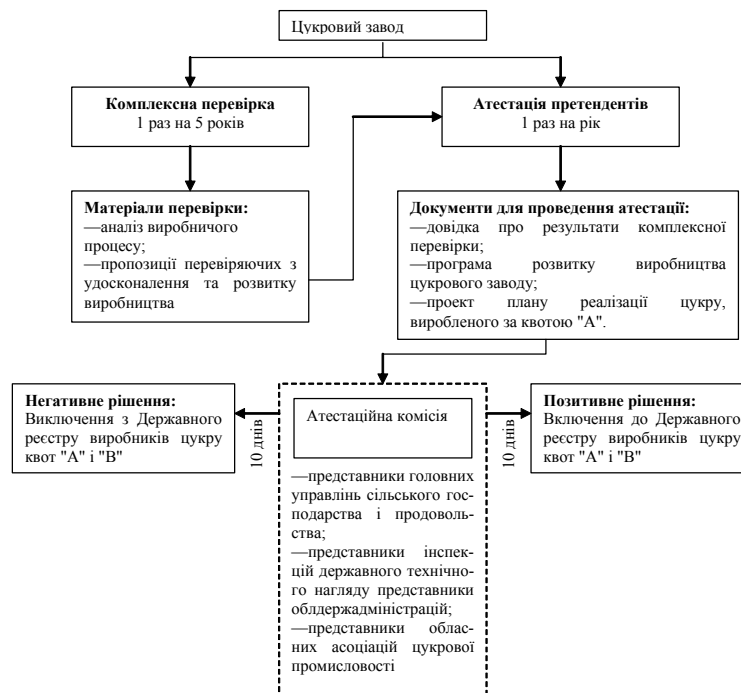 Цукровий завод
Комплексна перевірка
1 раз на 5 років
Атестація претендентів
1 раз на рік
Матеріали перевірки:
—аналіз виробничого
процесу;
—пропозиції перевіряючих з
удосконалення та розвитку
виробництва
Документи для проведення атестації:
—довідка про результати комплексної
перевірки;
—програма розвитку виробництва
цукрового заводу;
—проект плану реалізації цукру,
виробленого за квотою "А".
Негативне рішення:
Виключення з Державного
реєстру виробників цукру
квот "А" і "В"
10 днів
Атестаційна комісія
—представники головних
управлінь сільського гос-
подарства і продоволь-
ства;
—представники інспек-
цій державного технічно-
го нагляду представники
облдержадміністрацій;
—представники облас-
них асоціацій цукрової
промисловості
10 днів
Позитивне рішення:
Включення до Державного
реєстру виробників цукру
квот "А" і "В"